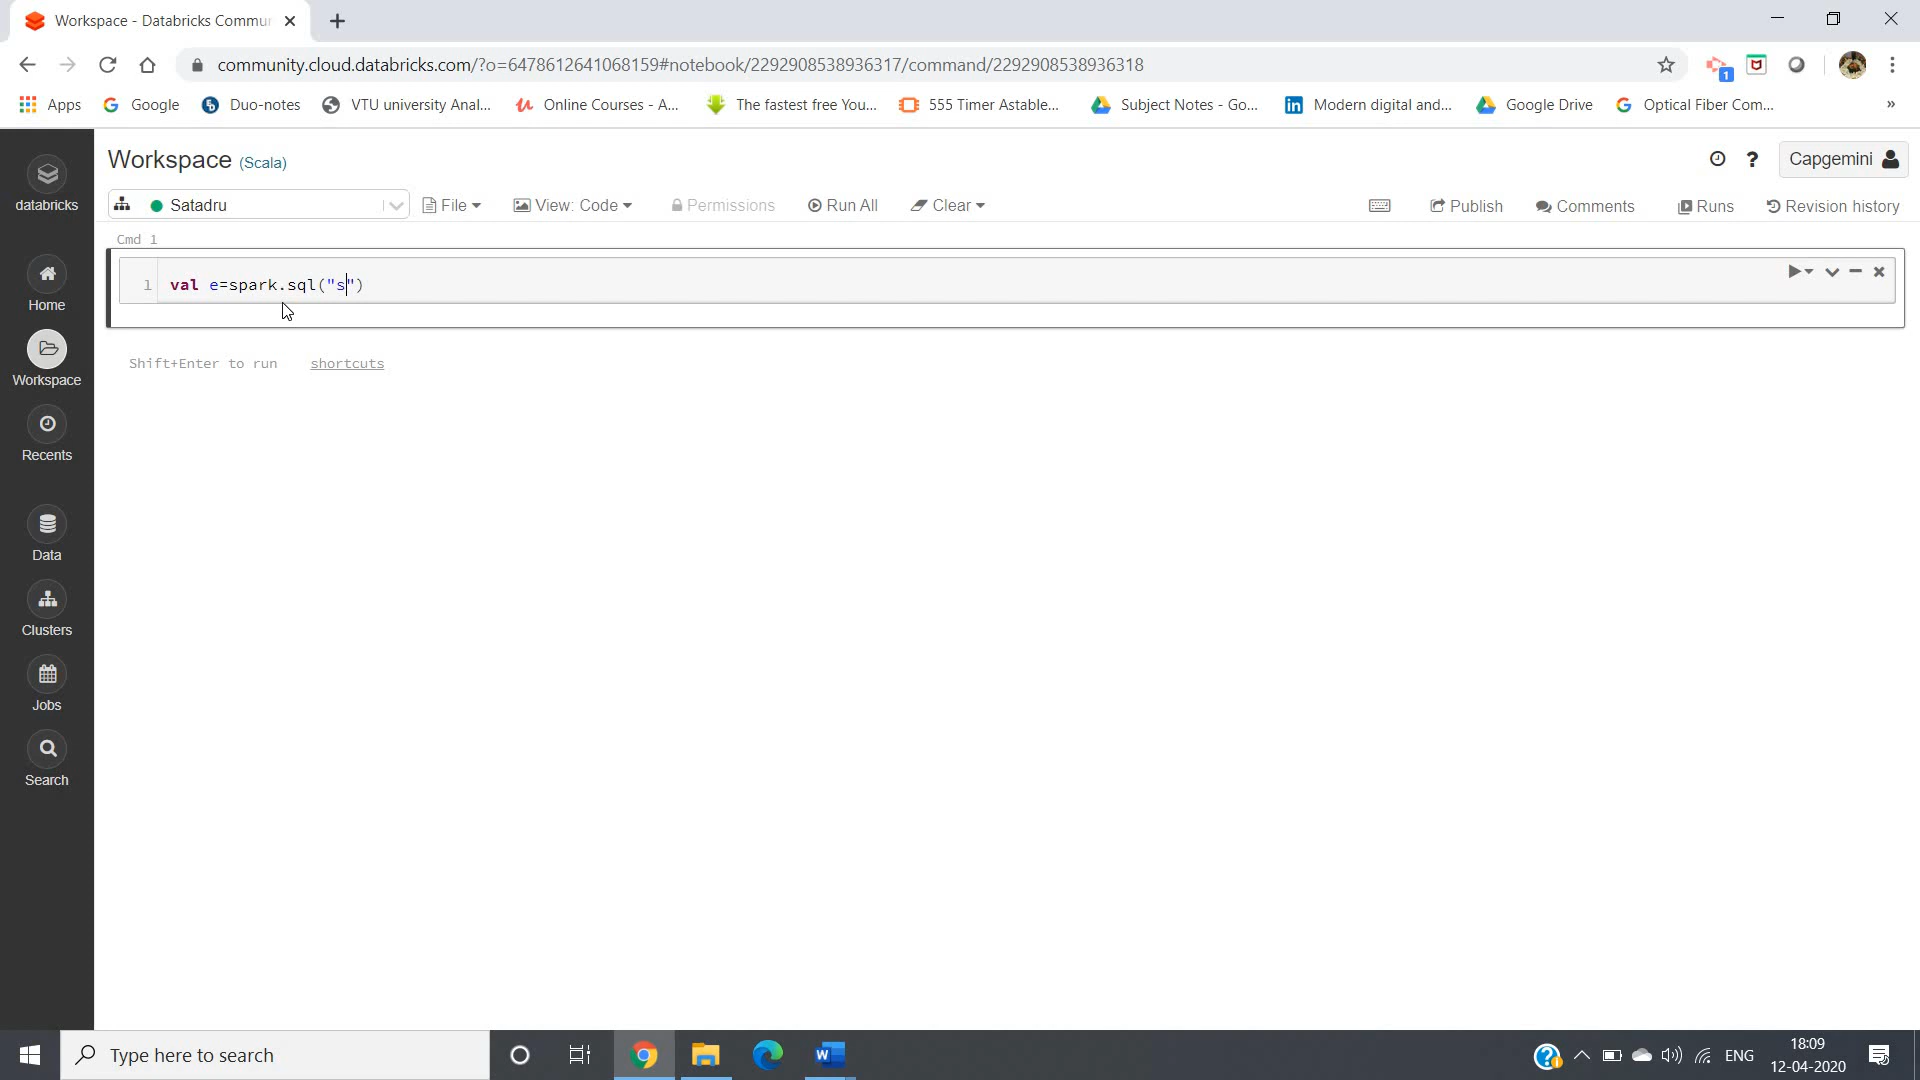 Workspace - Databricks Commun
community.cloud.databricks.com/?o=6478612641068159#notebook/2292908538936317/command/2292908538936318
1
Apps
Google
Duo-notes
VTU university Anal...
Online Courses - A...
The fastest free You...
555 Timer Astable...
Subject Notes - Go...
Modern digital and...
Google Drive
Optical Fiber Com...
»
Workspace (Scala)
?
Capgemini
databricks
Satadru
File
View: Code
Permissions
Run All
Clear
Publish
Comments
Runs
Revision history
Cmd 1
1 val e=spark.sql("s")
Shift+Enter to run
shortcuts
Home
Workspace
Recents
Data
Clusters
Jobs
Search
Type here to search
ENG
18:09
12-04-2020